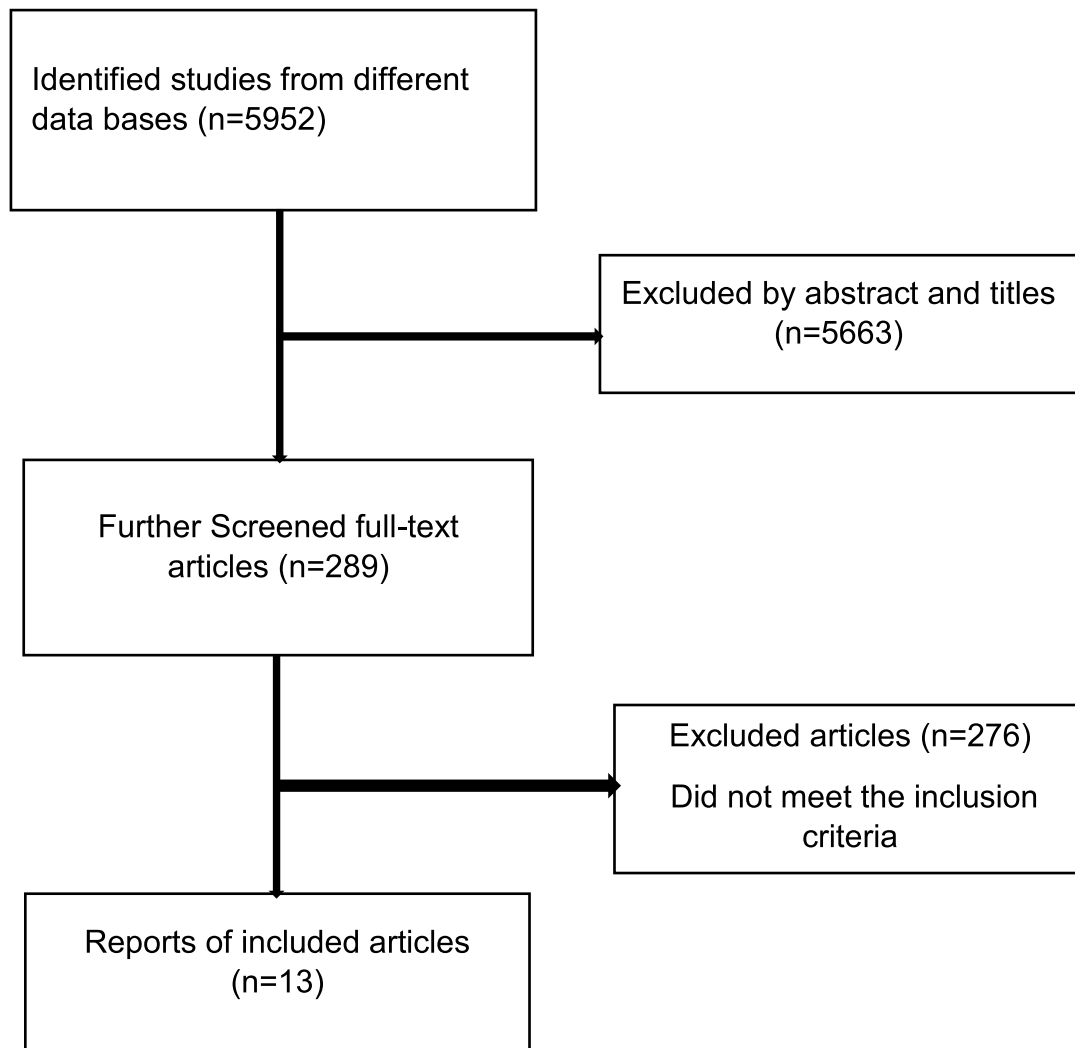 Identified studies from different
data bases (n=5952)
Excluded by abstract and titles
(n=5663)
Further Screened full-text
articles (n=289)
Excluded articles (n=276)
Did not meet the inclusion
criteria
Reports of included articles
(n=13)